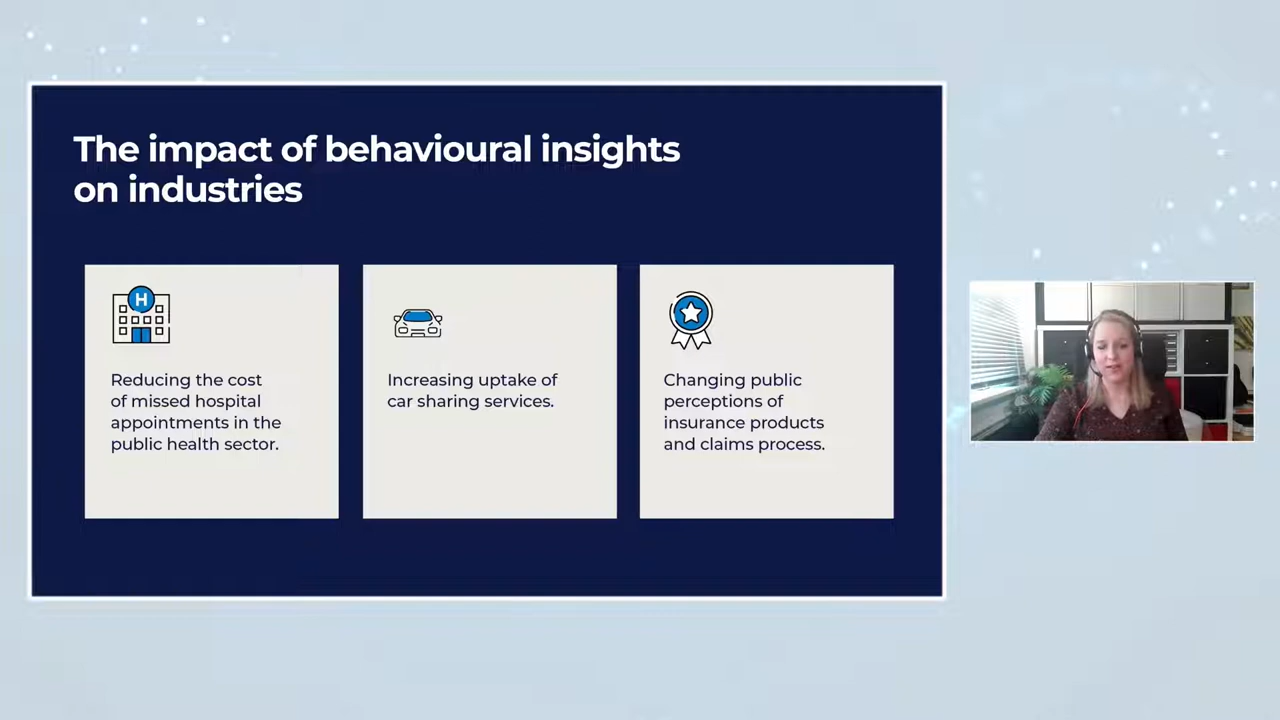 The impact of behavioural insights
on industries
H
Reducing the cost
of missed hospital
appointments in the
public health sector.
Increasing uptake of
car sharing services.
Changing public
perceptions of
insurance products
and claims process.